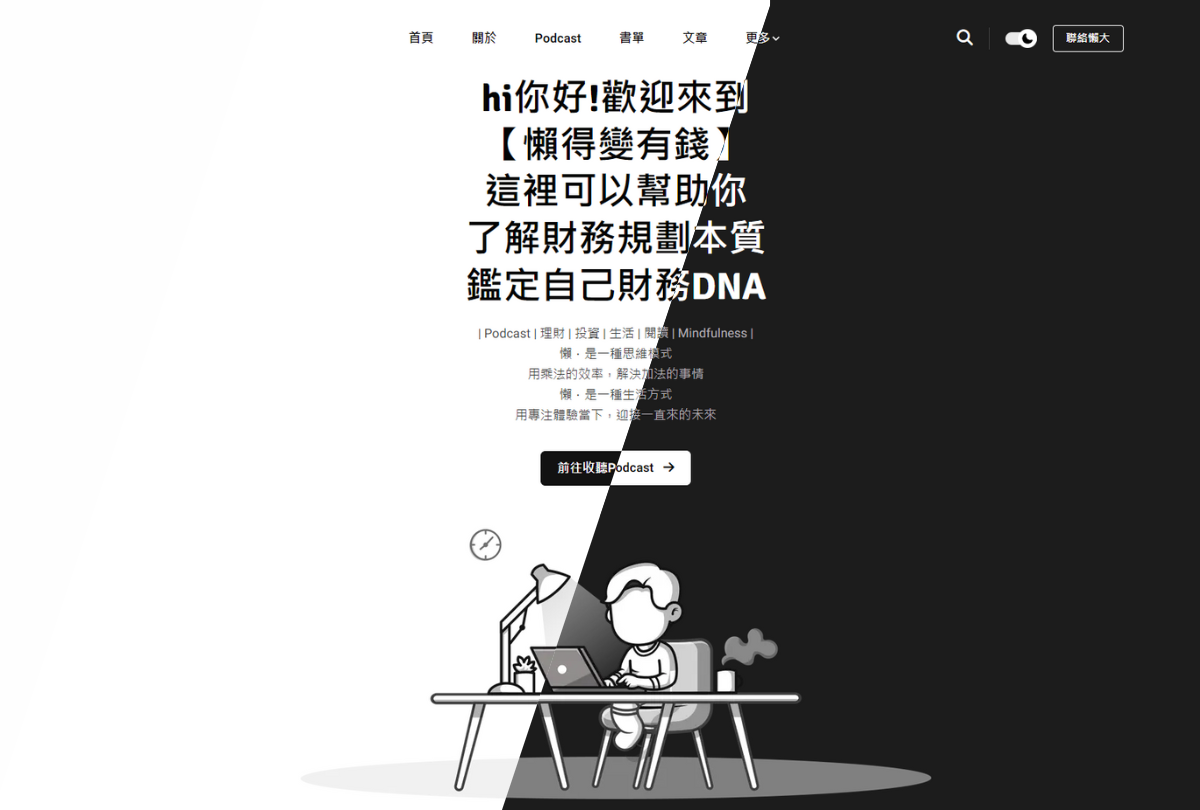 首頁 關於 Podcast 書單 文章 更多 聯絡懶大
hi你好!歡迎來到
【懶得變有錢】
這裡可以幫助你
了解財務規劃本質
鑑定自己財務DNA
| Podcast | 理財 | 投資 | 生活 | 閱讀 | Mindfulness |
懶．是一種思維模式
用乘法的效率，解決加法的事情
懶．是一種生活方式
用專注體驗當下，迎接一直來的未來
前往收聽Podcast →